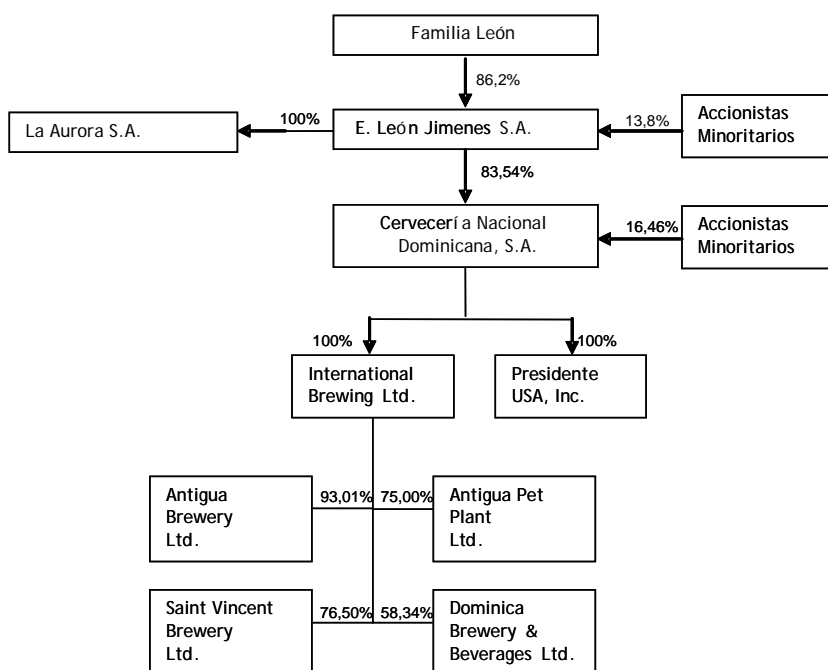 Familia León
86,2%
La Aurora S.A.
100%
E. León Jimenes S.A.
13,8%
Accionistas
Minoritarios
83,54%
Cervecería Nacional
Dominicana, S.A.
16,46%
Accionistas
Minoritarios
100%
100%
International
Brewing Ltd.
Presidente
USA, Inc.
Antigua
Brewery
Ltd.
93,01%
75,00%
Antigua Pet
Plant
Ltd.
Saint Vincent
Brewery
Ltd.
76,50%
58,34%
Dominica
Brewery &
Beverages Ltd.